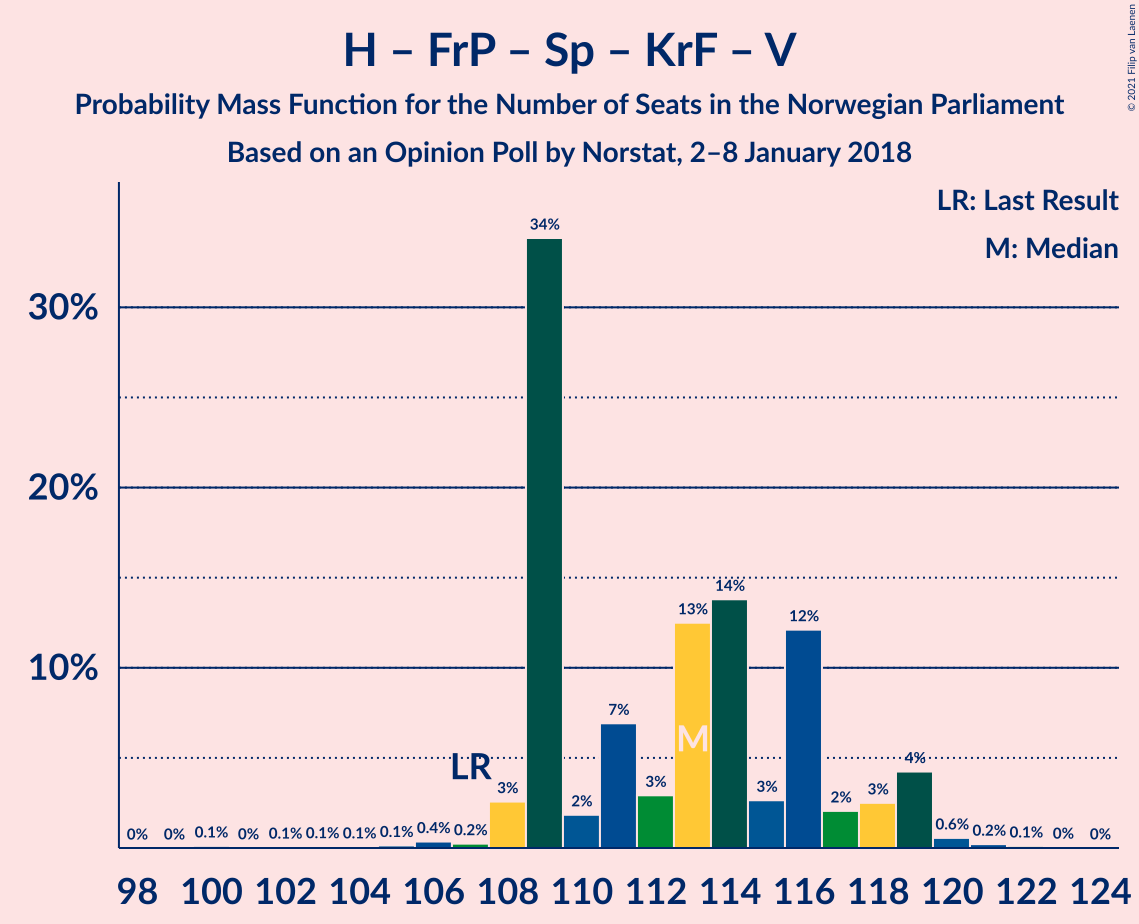 H – FrP – Sp – KrF – V
Probability Mass Function for the Number of Seats in the Norwegian Parliament
Based on an Opinion Poll by Norstat, 2–8 January 2018
© 2021 Filip van Laenen
LR: Last Result
M: Median
34%
30%
20%
14%
13%
12%
10%
7%
M
LR
4%
3%
3%
3%
3%
2%
2%
0% 0% 0.1% 0% 0.1% 0.1% 0.1% 0.1% 0.4% 0.2% 0.6% 0.2% 0.1% 0% 0%
98 100 102 104 106 108 110 112 114 116 118 120 122 124